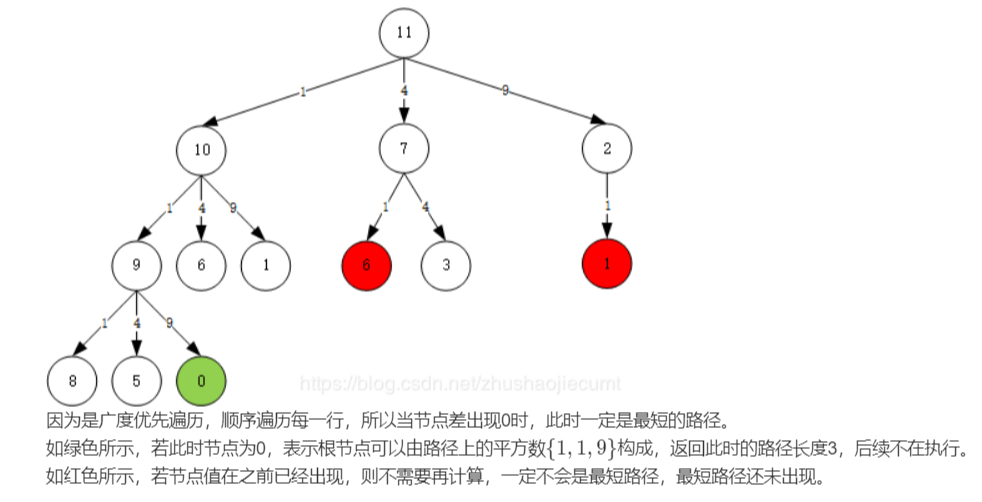 11
1 4 9
10 7 2
1 4 9 1 4 1
9 6 1 6 3 1
1 4 9
8 5 0
https://blog.csdn.net/zhushaojiecumt
因为是广度优先遍历，顺序遍历每一行，所以当节点差出现0时，此时一定是最短的路径。
如绿色所示，若此时节点为0，表示根节点可以由路径上的平方数{1,1,9}构成，返回此时的路径长度3，后续不在执行。
如红色所示，若节点值在之前已经出现，则不需要再计算，一定不会是最短路径，最短路径还未出现。